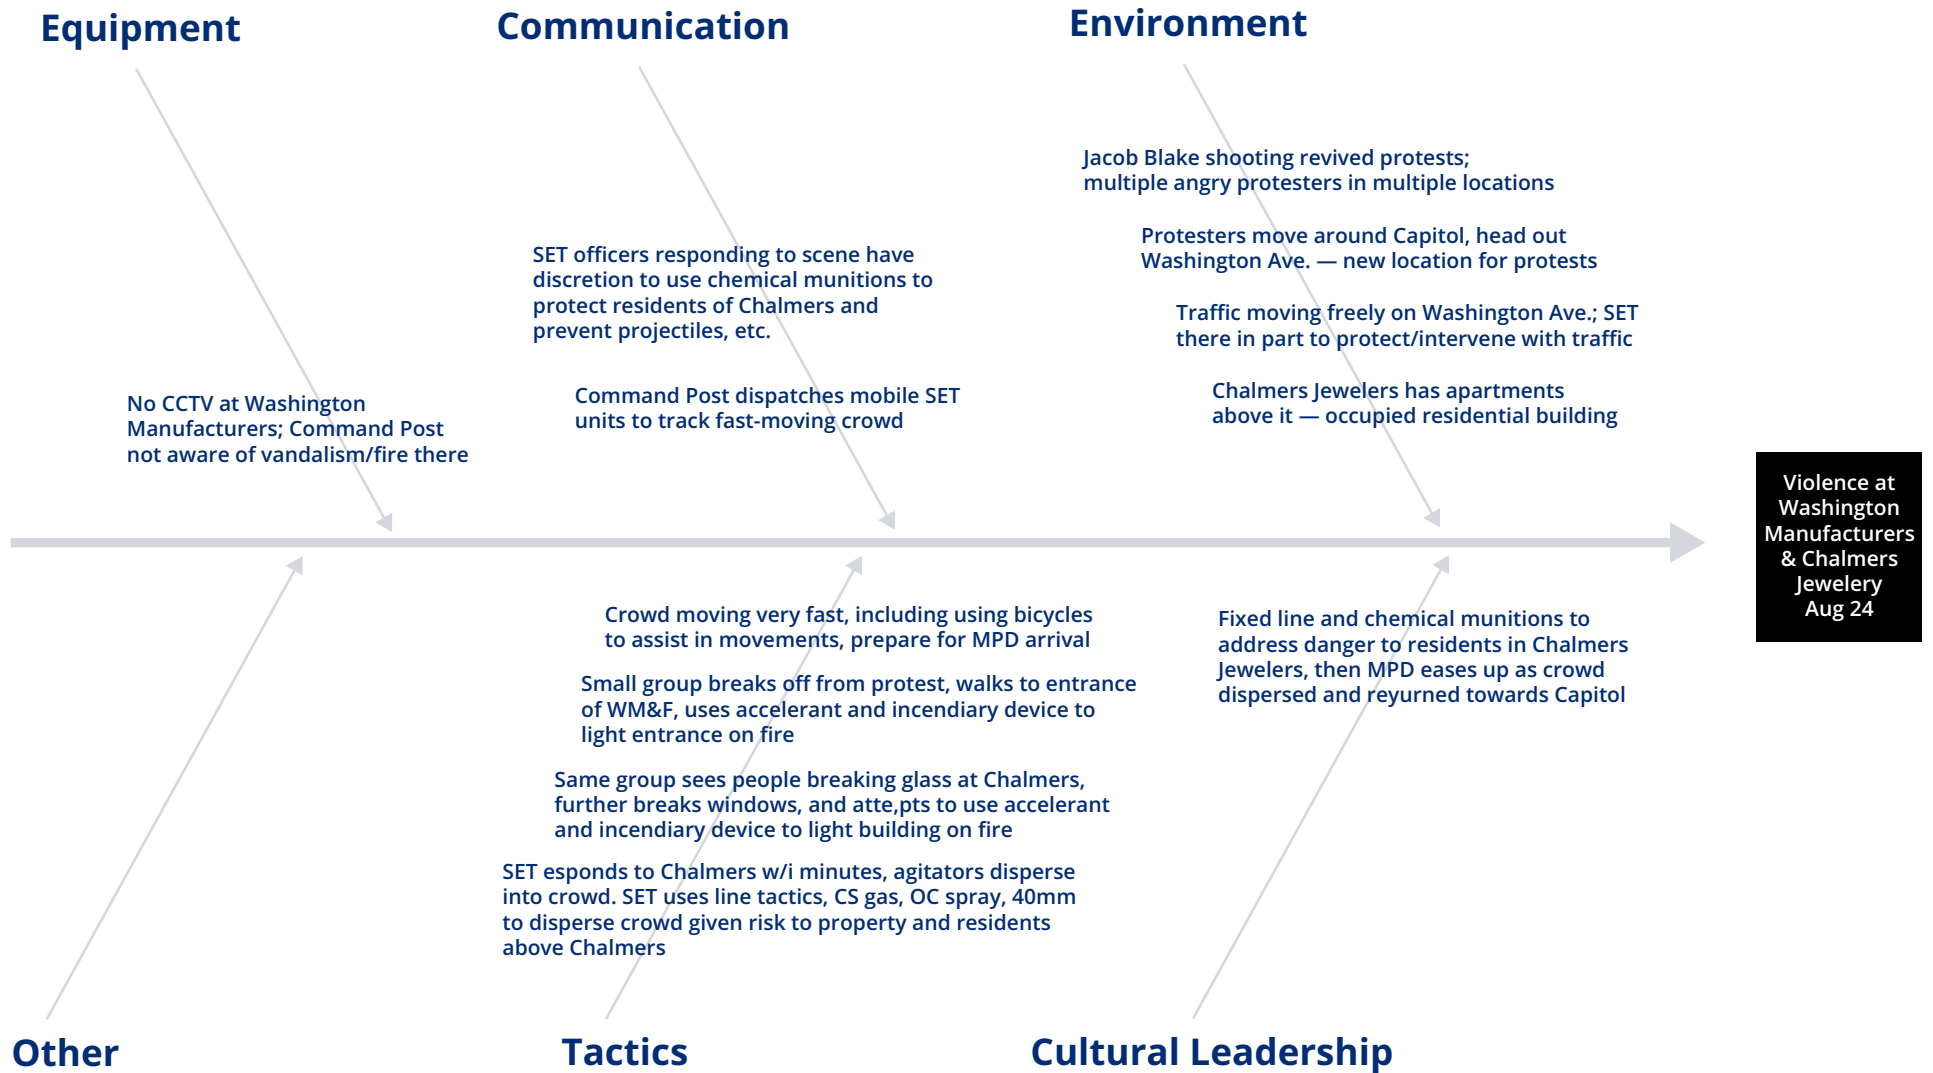 Equipment
Communication
Environment
Jacob Blake shooting revived protests;
multiple angry protesters in multiple locations
Protesters move around Capitol, head out
Washington Ave. — new location for protests
SET officers responding to scene have
discretion to use chemical munitions to
protect residents of Chalmers and
prevent projectiles, etc.
Traffic moving freely on Washington Ave.; SET
there in part to protect/intervene with traffic
No CCTV at Washington
Manufacturers; Command Post
not aware of vandalism/fire there
Command Post dispatches mobile SET
units to track fast-moving crowd
Chalmers Jewelers has apartments
above it — occupied residential building
Violence at
Washington
Manufacturers
& Chalmers
Jewelery
Aug 24
Crowd moving very fast, including using bicycles
to assist in movements, prepare for MPD arrival
Small group breaks off from protest, walks to entrance
of WM&F, uses accelerant and incendiary device to
light entrance on fire
Same group sees people breaking glass at Chalmers,
further breaks windows, and atte,pts to use accelerant
and incendiary device to light building on fire
SET esponds to Chalmers w/i minutes, agitators disperse
into crowd. SET uses line tactics, CS gas, OC spray, 40mm
to disperse crowd given risk to property and residents
above Chalmers
Fixed line and chemical munitions to
address danger to residents in Chalmers
Jewelers, then MPD eases up as crowd
dispersed and reyurned towards Capitol
Other
Tactics
Cultural Leadership